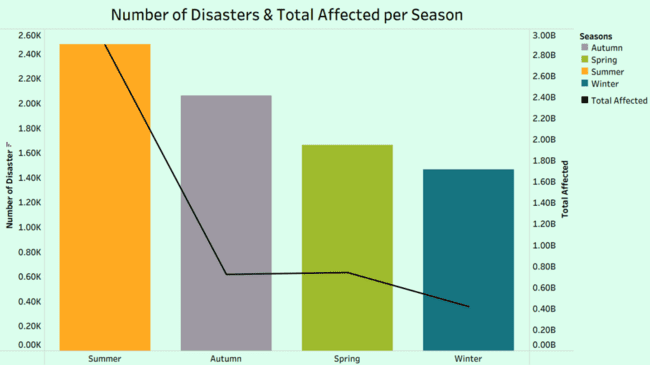 Number of Disasters & Total Affected per Season
Number of Disaster
2.60K
2.40K
2.20K
2.00K
1.80K
1.60K
1.40K
1.20K
1.00K
0.80K
0.60K
0.40K
0.20K
0.00K
Summer
Autumn
Spring
Winter
3.00B
2.80B
2.60B
2.40B
2.20B
2.00B
1.80B
1.60B
1.40B
1.20B
1.00B
0.80B
0.60B
0.40B
0.20B
0.00B
Total Affected
Seasons
Autumn
Spring
Summer
Winter
Total Affected